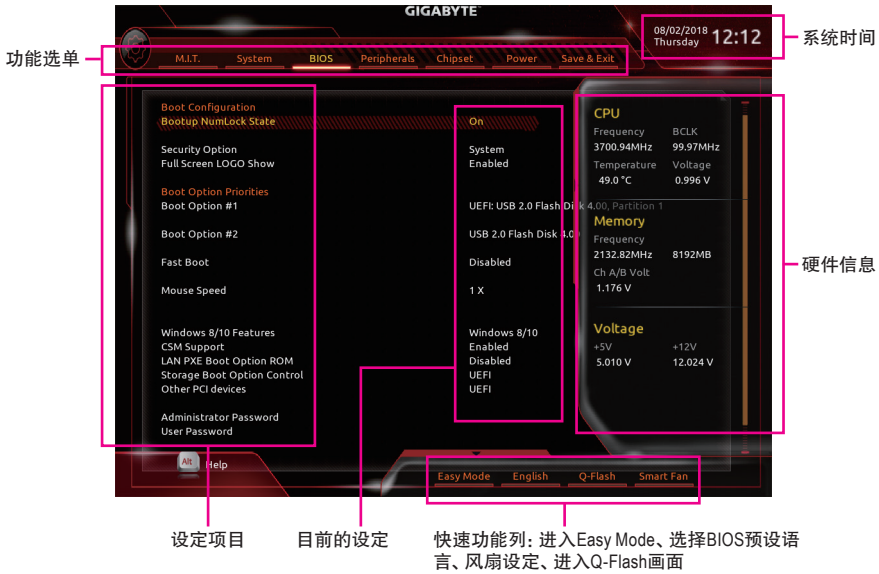 GIGABYTE™
08/02/2018
Thursday
12:12
系统时间
功能选单
M.I.T. System BIOS Peripherals Chipset Power Save & Exit
Boot Configuration
Bootup NumLock State On
Security Option System
Full Screen LOGO Show Enabled
Boot Option Priorities
Boot Option #1 UEFI: USB 2.0 Flash Disk 4.00, Partition 1
Boot Option #2 USB 2.0 Flash Disk 4.00
Fast Boot Disabled
Mouse Speed 1 X
Windows 8/10 Features Windows 8/10
CSM Support Enabled
LAN PXE Boot Option ROM Disabled
Storage Boot Option Control UEFI
Other PCI devices UEFI
Administrator Password
User Password
CPU
Frequency BCLK
3700.94MHz 99.97MHz
Temperature Voltage
49.0 °C 0.996 V
Memory
Frequency
2132.82MHz 8192MB
Ch A/B Volt
1.176 V
Voltage
+5V +12V
5.010 V 12.024 V
硬件信息
Alt Help
Easy Mode English Q-Flash Smart Fan
设定项目
目前的设定
快速功能列: 进入Easy Mode、选择BIOS预设语
言、风扇设定、进入Q-Flash画面